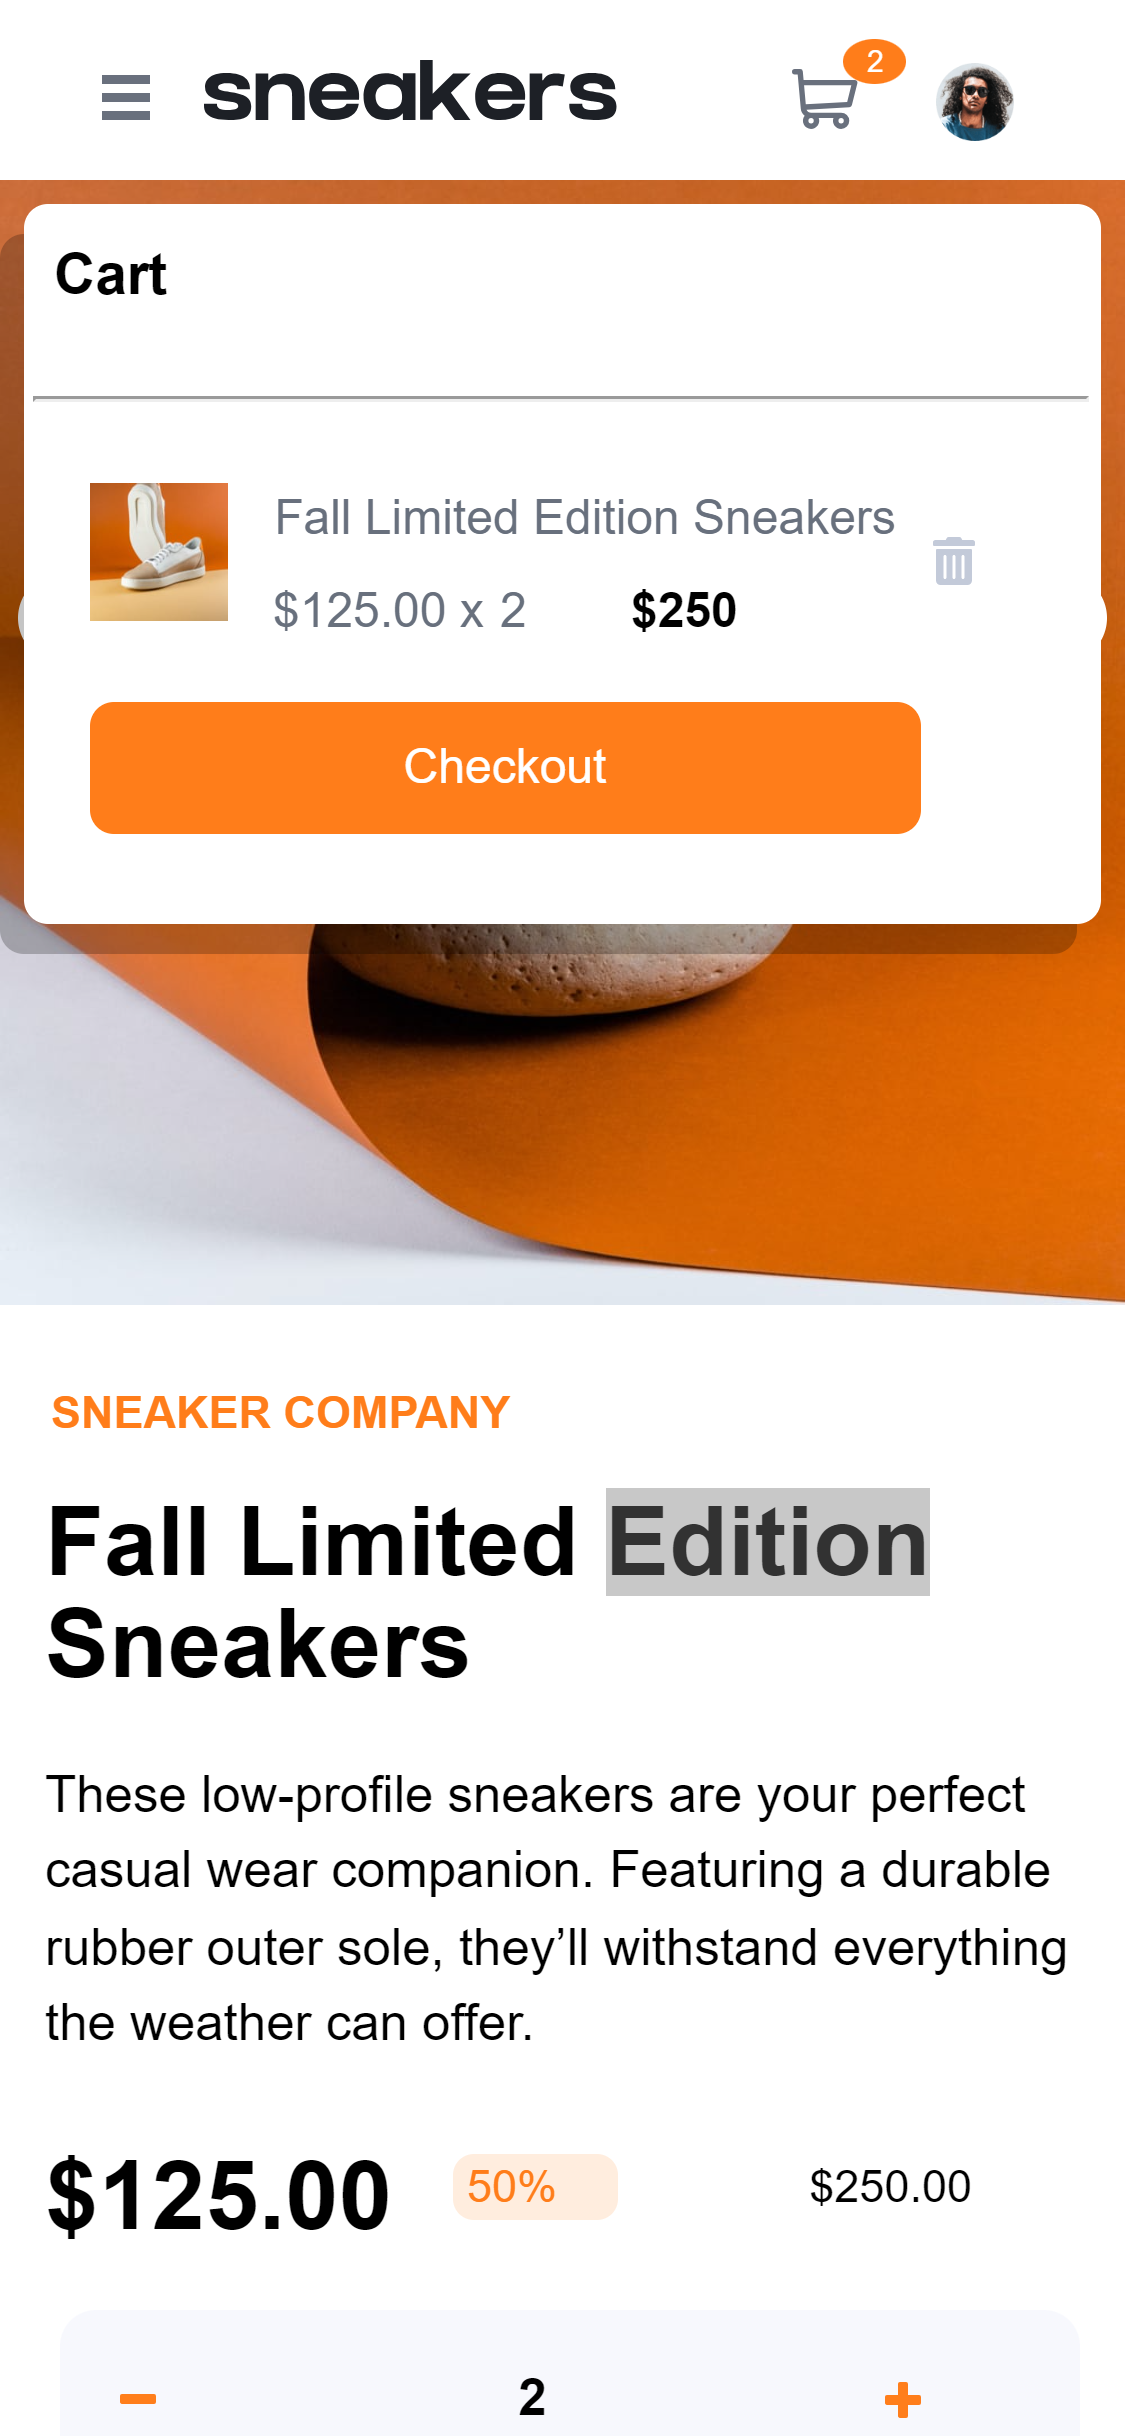 sneakers
2
Cart
Fall Limited Edition Sneakers
$125.00 x 2 $250
Checkout
SNEAKER COMPANY
Fall Limited Edition
Sneakers
These low-profile sneakers are your perfect
casual wear companion. Featuring a durable
rubber outer sole, they’ll withstand everything
the weather can offer.
$125.00 50% $250.00
2